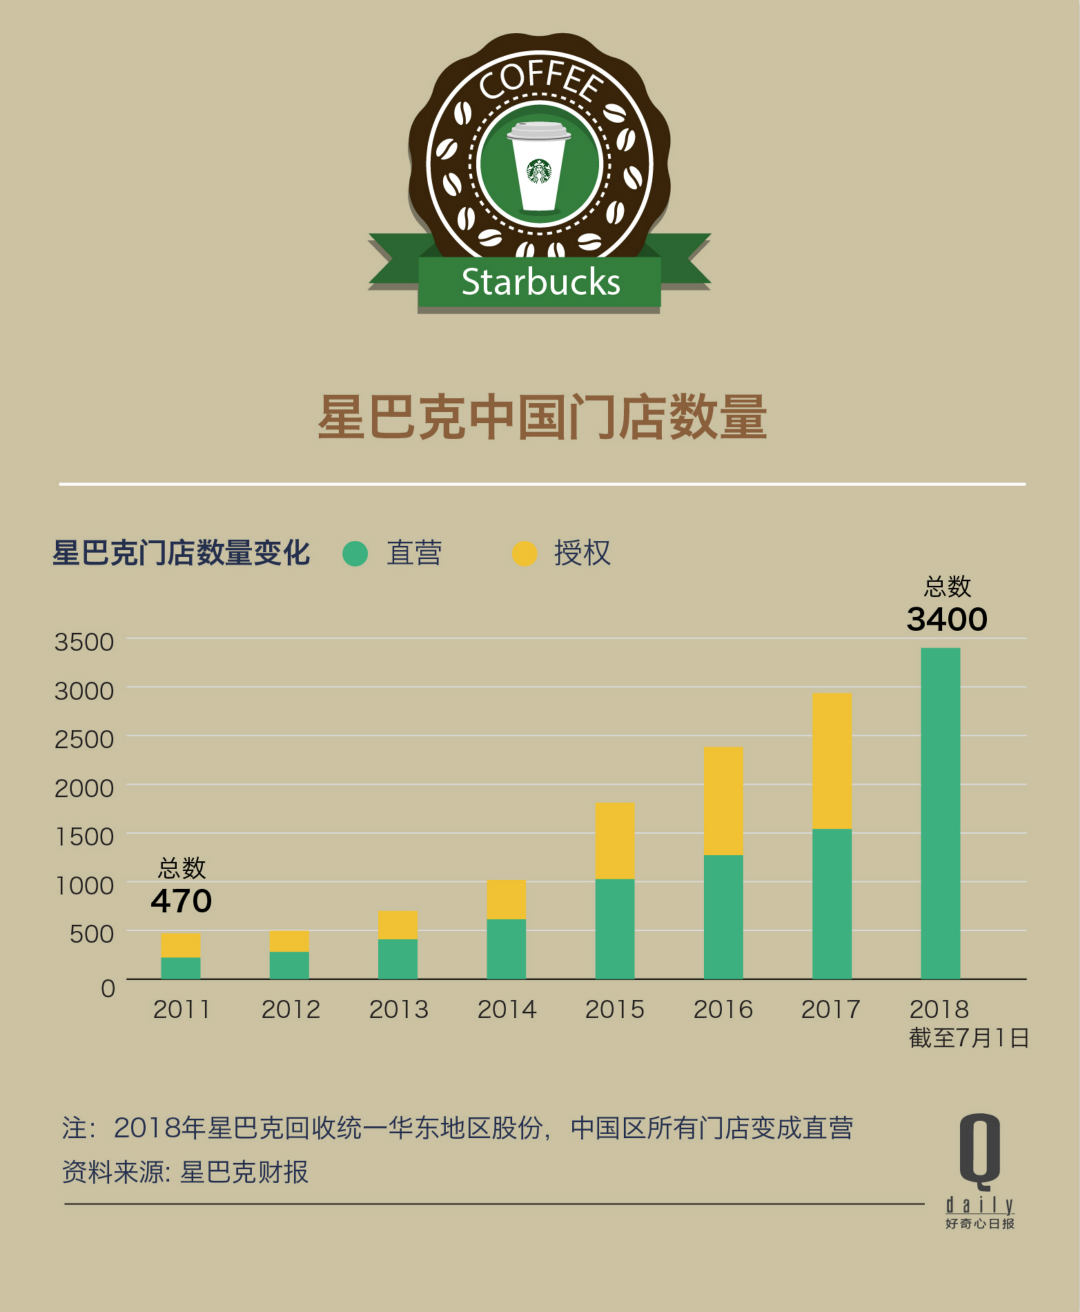 COFFEE
Starbucks
星巴克中国门店数量
星巴克门店数量变化 直营 授权
总数
3400
3500
3000
2500
2000
1500
总数
1000
470
500
0
2011 2012 2013 2014 2015 2016 2017 2018
截至7月1日
注：2018年星巴克回收统一华东地区股份，中国区所有门店变成直营
资料来源: 星巴克财报
Q
daily
好奇心日报